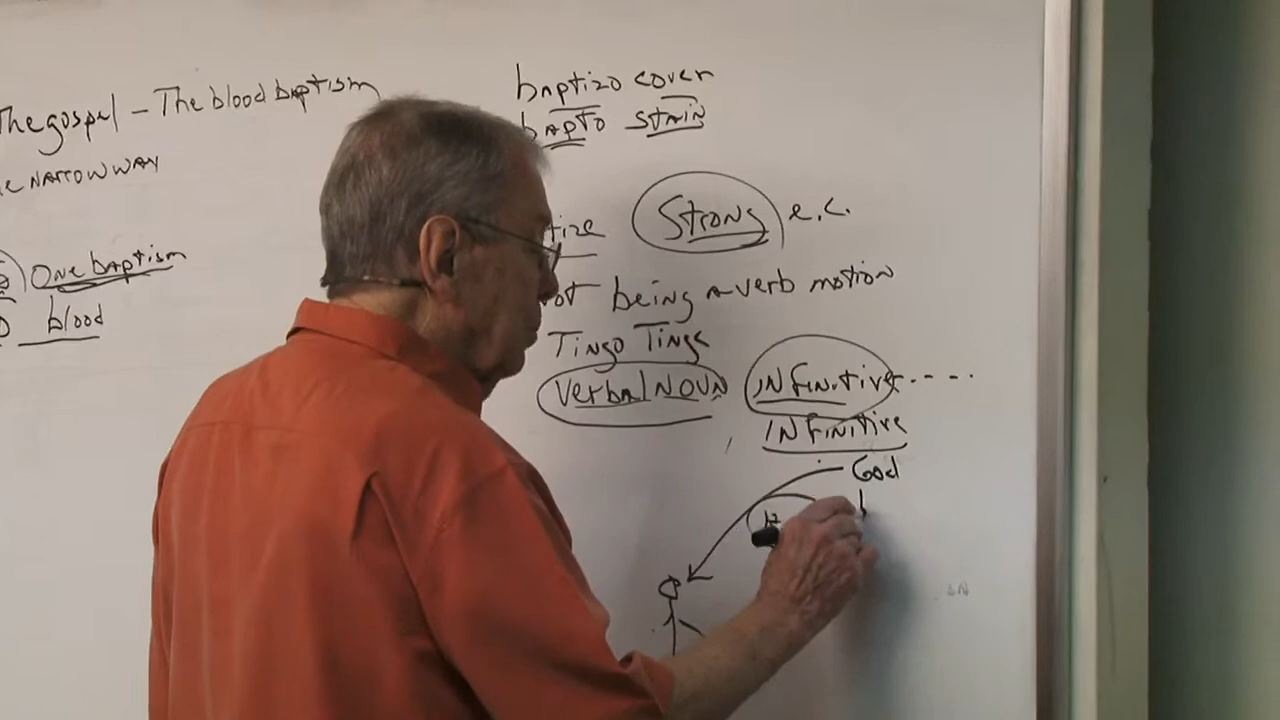 The gospel – The blood baptism
NARROW WAY
One baptism
blood
baptizo cover
bapto stain
Strong e.c.
not being a verb motion
Tingo Tinge
Verbal NOUN INFINITIVE ----
INFINITIVE
God